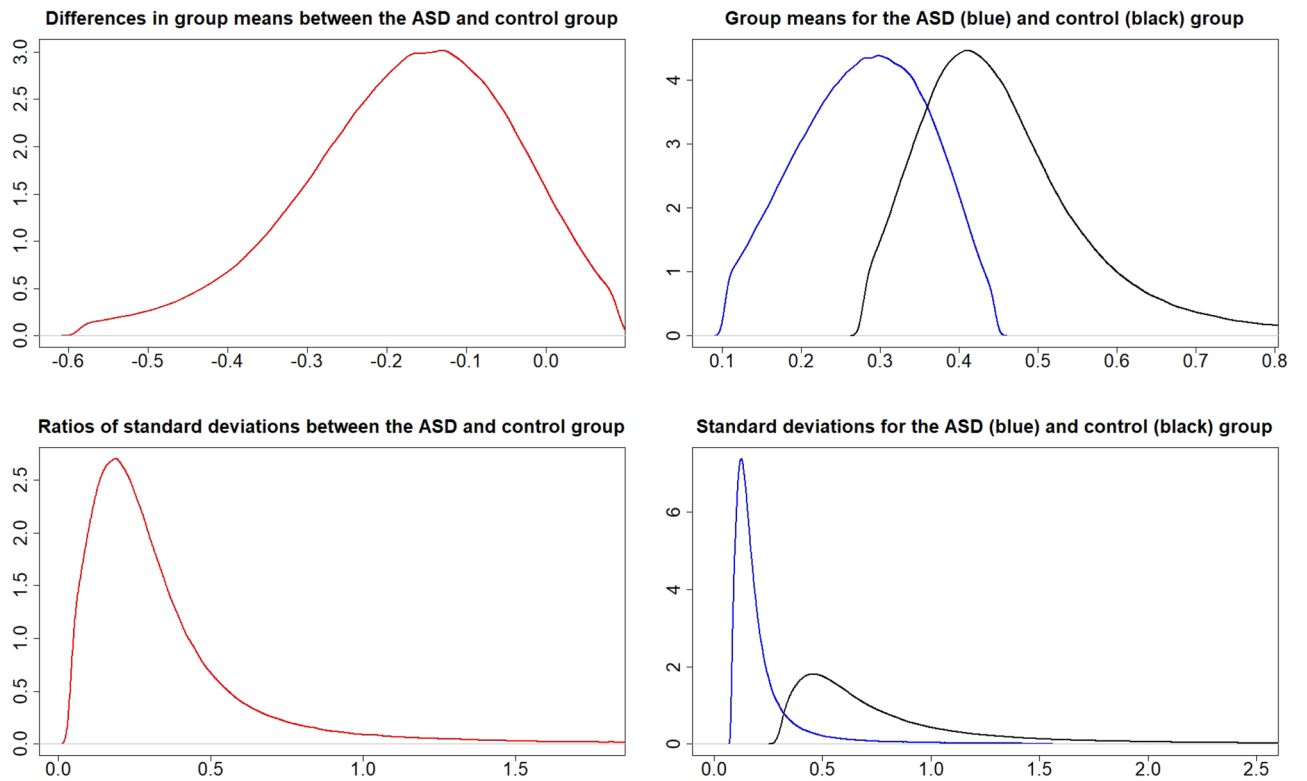 Differences in group means between the ASD and control group
3.0
2.5
2.0
1.5
1.0
0.5
0.0
-0.6 -0.5 -0.4 -0.3 -0.2 -0.1 0.0
Group means for the ASD (blue) and control (black) group
4
3
2
1
0
0.1 0.2 0.3 0.4 0.5 0.6 0.7 0.8
Ratios of standard deviations between the ASD and control group
2.5
2.0
1.5
1.0
0.5
0.0
0.0 0.5 1.0 1.5
Standard deviations for the ASD (blue) and control (black) group
6
4
2
0
0.0 0.5 1.0 1.5 2.0 2.5